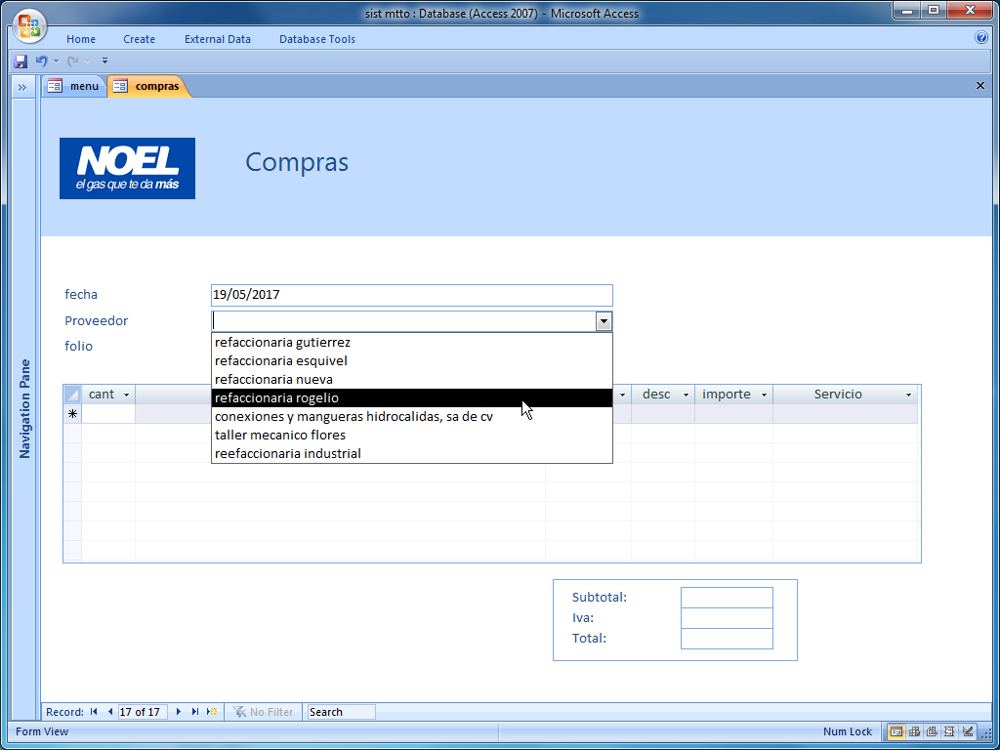 sist mtto : Database (Access 2007) - Microsoft Access
Home Create External Data Database Tools
menu compras
NOEL
el gas que te da más
Compras
Navigation Pane
fecha 19/05/2017
Proveedor
folio
refaccionaria gutierrez
refaccionaria esquivel
refaccionaria nueva
refaccionaria rogelio
conexiones y mangueras hidrocalidas, sa de cv
taller mecanico flores
reefaccionaria industrial
cant desc importe Servicio
Subtotal:
Iva:
Total:
Record: 17 of 17 No Filter Search
Form View Num Lock